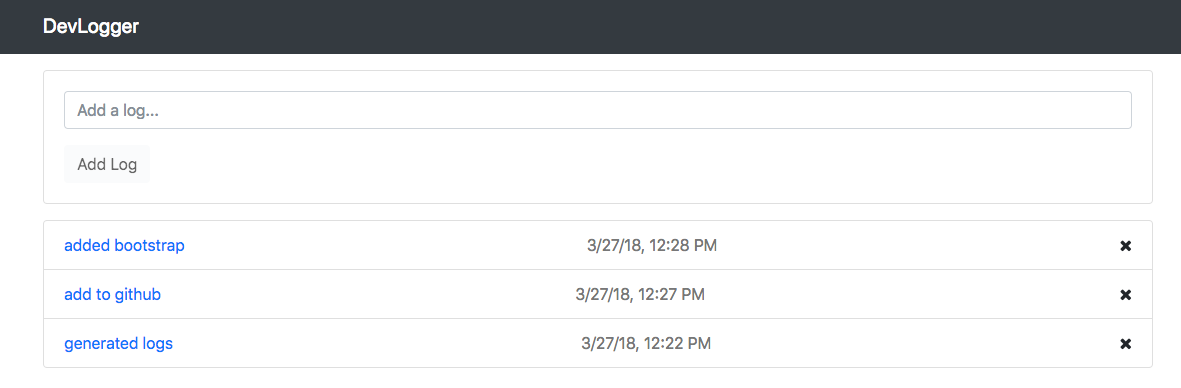 DevLogger
Add a log...
Add Log
added bootstrap 3/27/18, 12:28 PM
add to github 3/27/18, 12:27 PM
generated logs 3/27/18, 12:22 PM